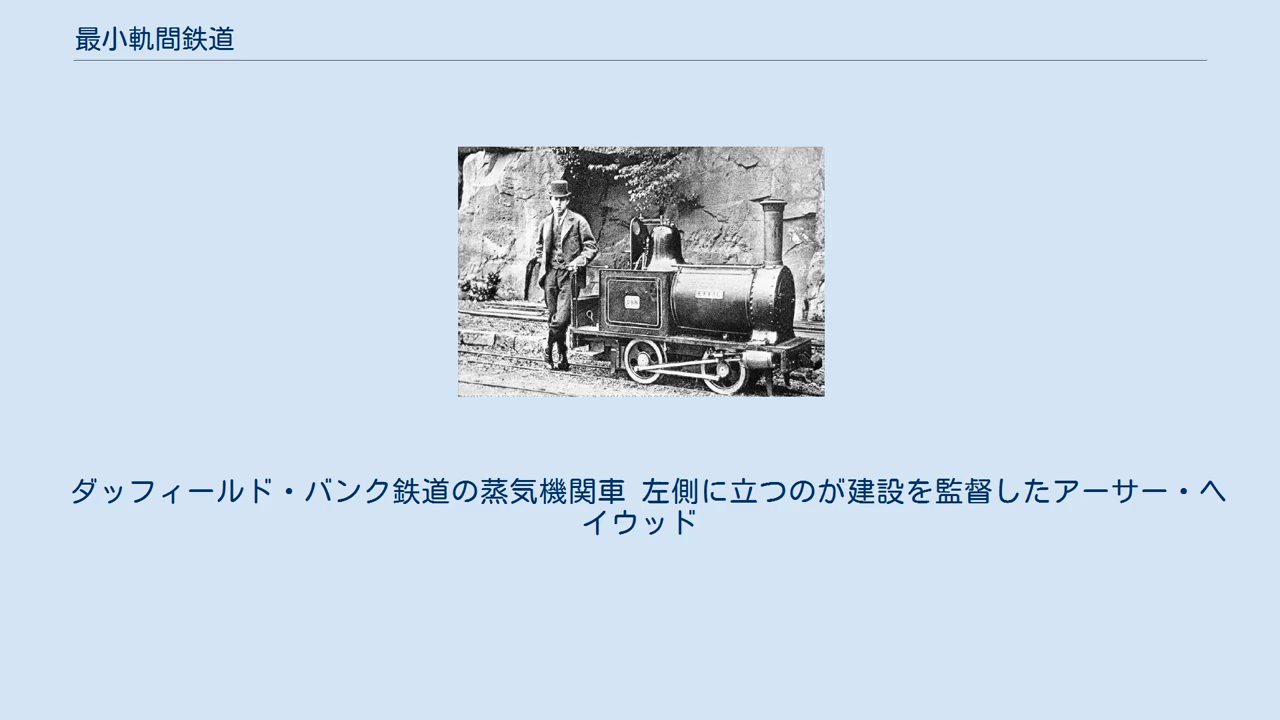 最小軌間鉄道
ダッフィールド・バンク鉄道の蒸気機関車 左側に立つのが建設を監督したアーサー・ヘ
イウッド